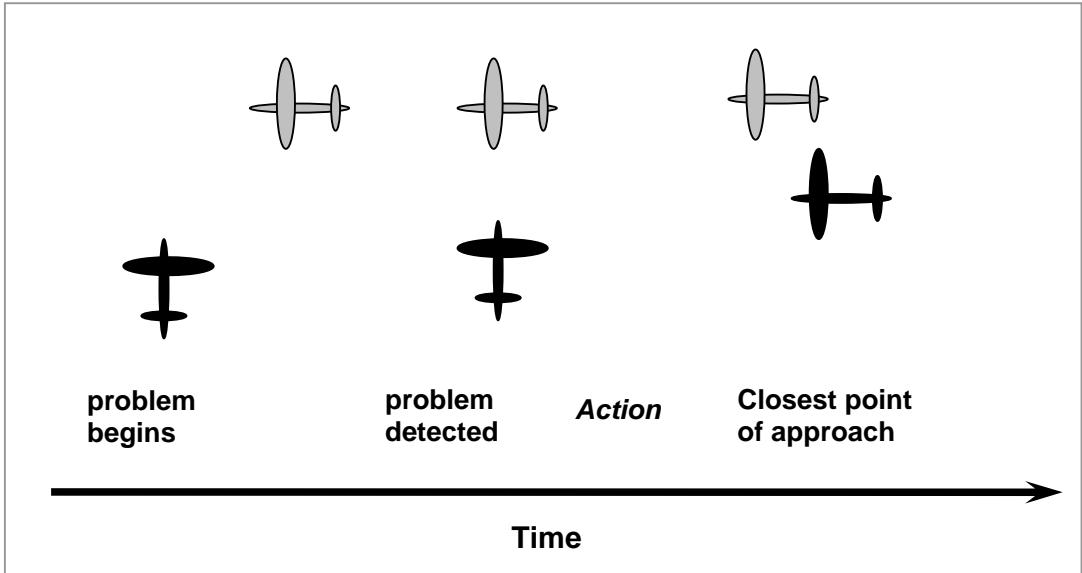 problem
begins
problem
detected
Action
Closest point
of approach
Time